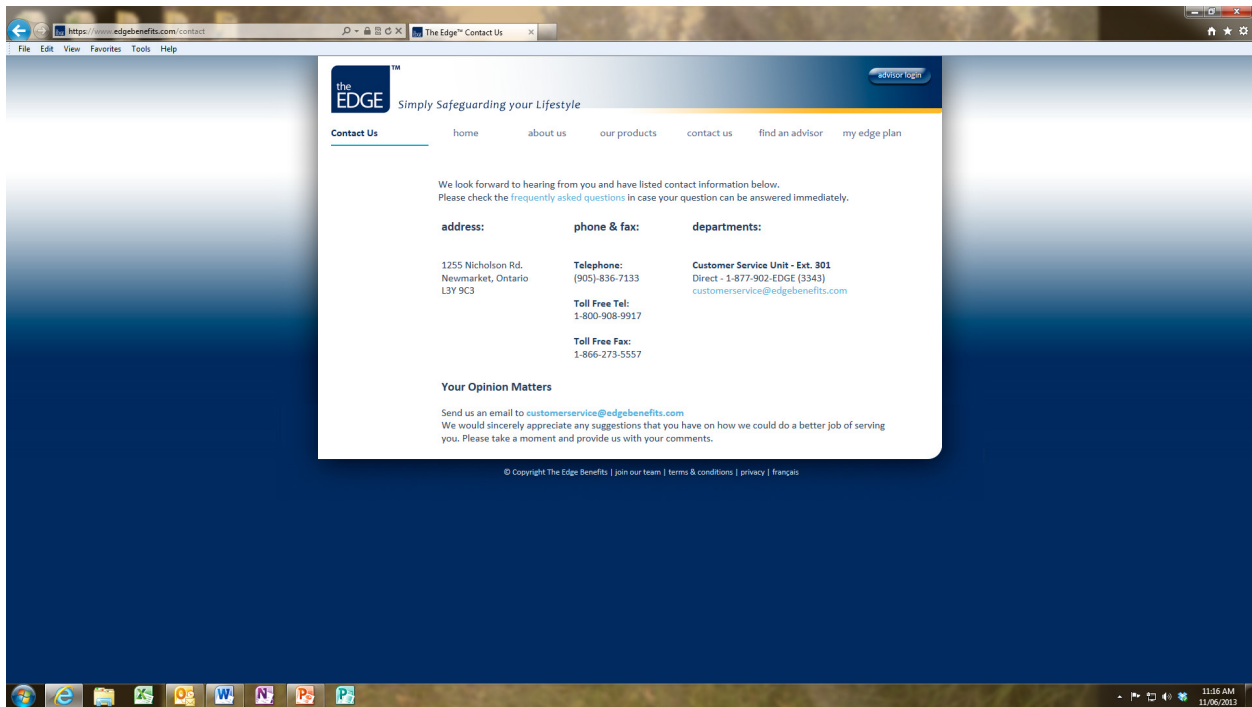 https://www.edgebenefits.com/contact
The Edge™ Contact Us
File Edit View Favorites Tools Help
the
EDGE
TM
Simply Safeguarding your Lifestyle
advisor login
Contact Us
home about us our products contact us find an advisor my edge plan
We look forward to hearing from you and have listed contact information below.
Please check the frequently asked questions in case your question can be answered immediately.
address:
1255 Nicholson Rd.
Newmarket, Ontario
L3Y 9C3
phone & fax:
Telephone:
(905)-836-7133
Toll Free Tel:
1-800-908-9917
Toll Free Fax:
1-866-273-5557
departments:
Customer Service Unit - Ext. 301
Direct - 1-877-902-EDGE (3343)
customerservice@edgebenefits.com
Your Opinion Matters
Send us an email to customerservice@edgebenefits.com
We would sincerely appreciate any suggestions that you have on how we could do a better job of serving
you. Please take a moment and provide us with your comments.
© Copyright The Edge Benefits | join our team | terms & conditions | privacy | français
11:16 AM
11/06/2013